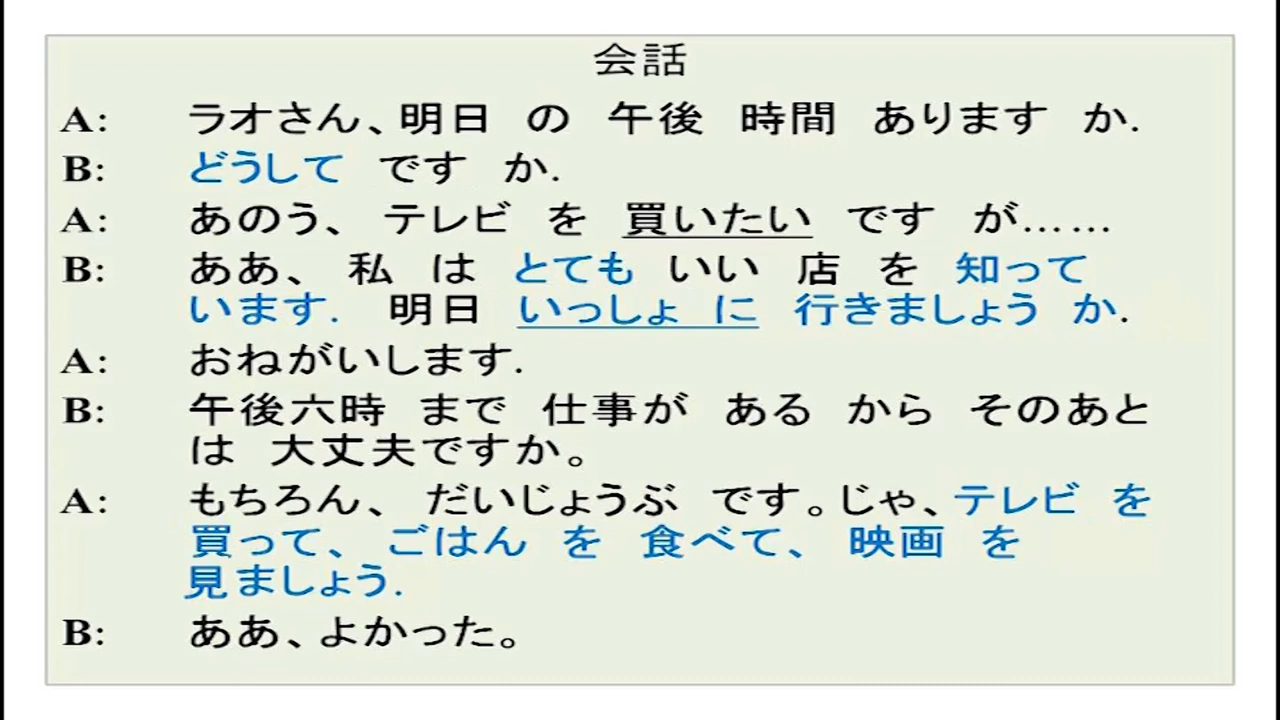 会話
A: ラオさん、明日 の 午後 時間 あります か.
B: どうして です か.
A: あのう、 テレビ を 買いたい です が……
B: ああ、 私 は とても いい 店 を 知って
います. 明日 いっしょ に 行きましょう か.
A: おねがいします.
B: 午後六時 まで 仕事が ある から そのあと
は 大丈夫ですか。
A: もちろん、 だいじょうぶ です。じゃ、テレビ を
買って、 ごはん を 食べて、 映画 を
見ましょう.
B: ああ、よかった。